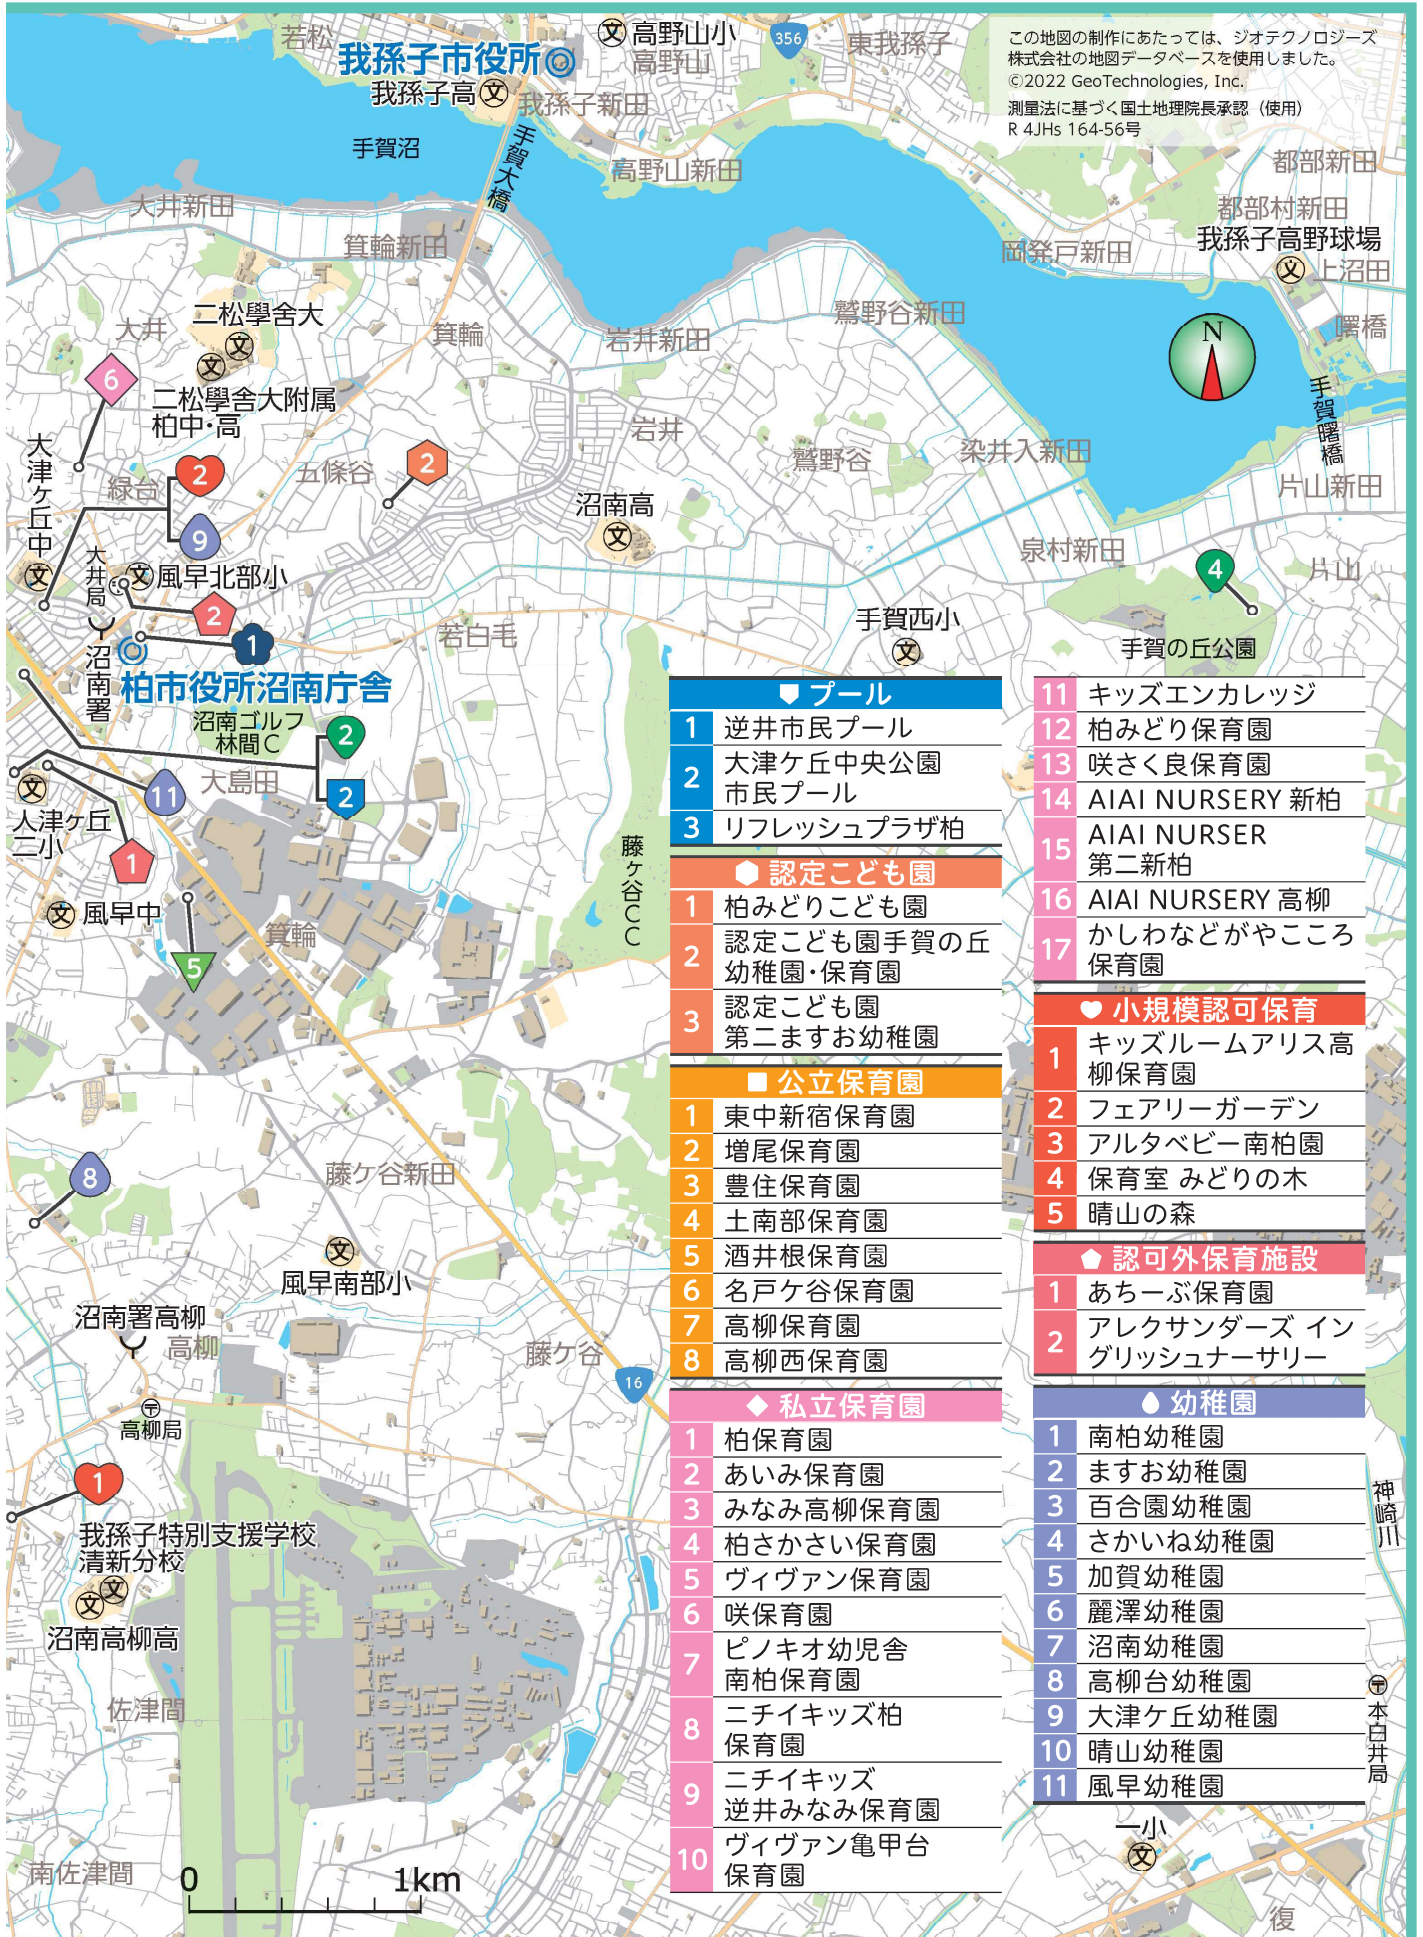 この地図の制作にあたっては、ジオテクノロジーズ
株式会社の地図データベースを使用しました。
©2022 GeoTechnologies, Inc.
測量法に基づく国土地理院長承認（使用）
R 4JHs 164-56号
若松
我孫子市役所
我孫子高
文
文
高野山小
高野山
356
東我孫子
我孫子新田
手賀沼
手賀大橋
高野山新田
都部新田
都部村新田
我孫子高野球場
文
上沼田
岡発戸新田
曙橋
手賀曙橋
大井新田
箕輪新田
二松學舍大
文
文
二松學舍大附属
柏中・高
大井
箕輪
岩井新田
鷲野谷新田
N
6
大津ケ丘中
文
緑台
2
9
五條谷
2
岩井
鷲野谷
染井入新田
片山新田
沼南高
文
泉村新田
4
片山
手賀の丘公園
大井局
文
風早北部小
2
1
沼南署
柏市役所沼南庁舎
若白毛
手賀西小
文
沼南ゴルフ
林間C
2
2
大島田
11
文
大津ケ丘
二小
1
文
風早中
5
箕輪
藤ケ谷CC
8
藤ケ谷新田
文
風早南部小
沼南署高柳
高柳
藤ケ谷
16
高柳局
1
我孫子特別支援学校
清新分校
文
文
沼南高柳高
佐津間
南佐津間
0
1km
プール
1 逆井市民プール
2 大津ケ丘中央公園
市民プール
3 リフレッシュプラザ柏
認定こども園
1 柏みどりこども園
2 認定こども園手賀の丘
幼稚園・保育園
3 認定こども園
第二ますお幼稚園
公立保育園
1 東中新宿保育園
2 増尾保育園
3 豊住保育園
4 土南部保育園
5 酒井根保育園
6 名戸ケ谷保育園
7 高柳保育園
8 高柳西保育園
私立保育園
1 柏保育園
2 あいみ保育園
3 みなみ高柳保育園
4 柏さかさい保育園
5 ヴィヴァン保育園
6 咲保育園
7 ピノキオ幼児舎
南柏保育園
8 ニチイキッズ柏
保育園
9 ニチイキッズ
逆井みなみ保育園
10 ヴィヴァン亀甲台
保育園
11 キッズエンカレッジ
12 柏みどり保育園
13 咲さく良保育園
14 AIAI NURSERY 新柏
15 AIAI NURSER
第二新柏
16 AIAI NURSERY 高柳
17 かしわなどがやこころ
保育園
小規模認可保育
1 キッズルームアリス高
柳保育園
2 フェアリーガーデン
3 アルタベビー南柏園
4 保育室 みどりの木
5 晴山の森
認可外保育施設
1 あちーぶ保育園
2 アレクサンダーズ イン
グリッシュナーサリー
幼稚園
1 南柏幼稚園
2 ますお幼稚園
3 百合園幼稚園
4 さかいね幼稚園
5 加賀幼稚園
6 麗澤幼稚園
7 沼南幼稚園
8 高柳台幼稚園
9 大津ケ丘幼稚園
10 晴山幼稚園
11 風早幼稚園
神崎川
本白井局
一小
文
復